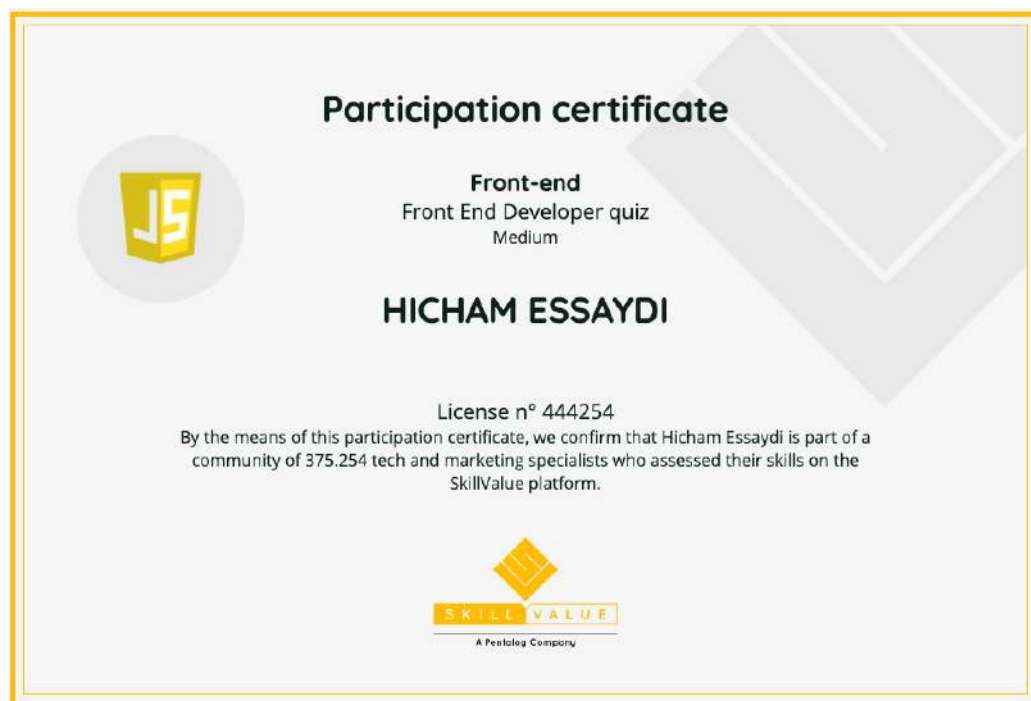 Participation certificate
JS
Front-end
Front End Developer quiz
Medium
HICHAM ESSAYDI
License n° 444254
By the means of this participation certificate, we confirm that Hicham Essaydi is part of a
community of 375.254 tech and marketing specialists who assessed their skills on the
SkillValue platform.
SKILL VALUE
A Pentalog Company